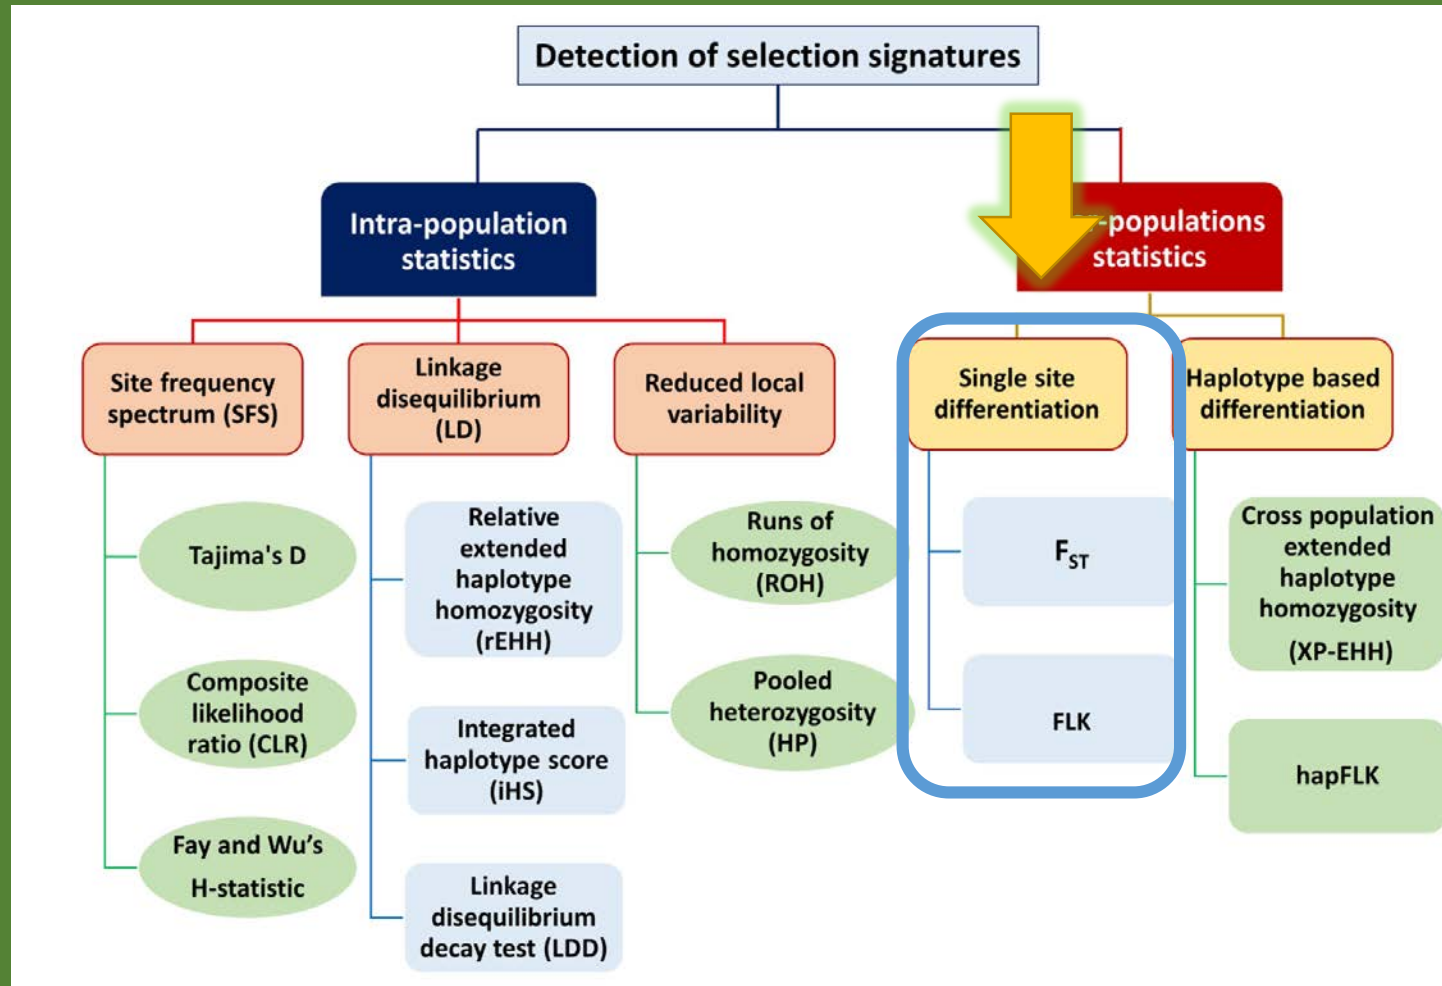 Detection of selection signatures
Intra-population
statistics
-populations
statistics
Site frequency
spectrum (SFS)
Linkage
disequilibrium
(LD)
Reduced local
variability
Single site
differentiation
Haplotype based
differentiation
Tajima's D
Composite
likelihood
ratio (CLR)
Fay and Wu’s
H-statistic
Relative
extended
haplotype
homozygosity
(rEHH)
Integrated
haplotype score
(iHS)
Linkage
disequilibrium
decay test (LDD)
Runs of
homozygosity
(ROH)
Pooled
heterozygosity
(HP)
FST
FLK
Cross population
extended
haplotype
homozygosity
(XP-EHH)
hapFLK